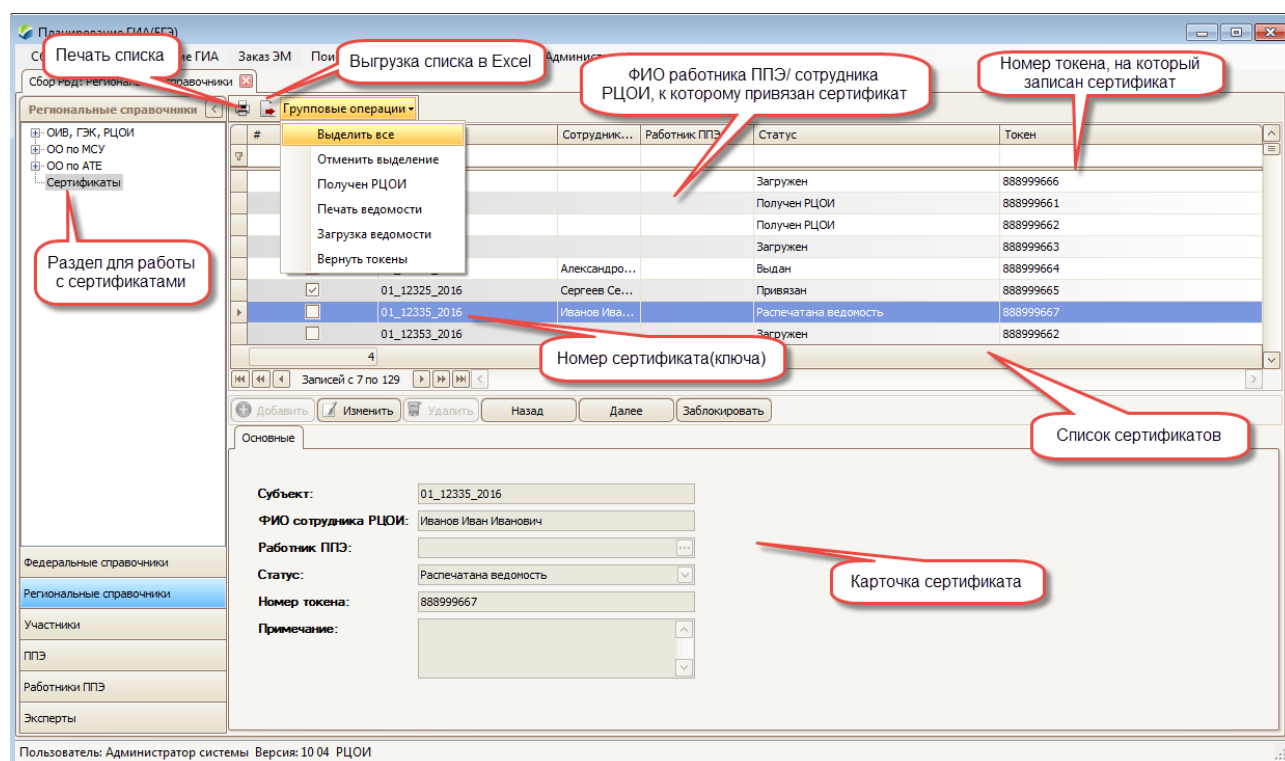 Планирование ГИА(ЕГЭ)
ие ГИА Заказ ЭМ
Печать списка
Выгрузка списка в Excel
ФИО работника ППЭ/ сотрудника
РЦОИ, к которому привязан сертификат
Номер токена, на который
записан сертификат
Сбор РБД: Региональные справочники
Региональные справочники
Групповые операции
ОИВ, ГЭК, РЦОИ
ОО по МСУ
ОО по АТЕ
Сертификаты
Раздел для работы
с сертификатами
Выделить все
Отменить выделение
Получен РЦОИ
Печать ведомости
Загрузка ведомости
Вернуть токены
# Сотрудник... Работник ППЭ Статус Токен
Загружен 888999666
Получен РЦОИ 888999661
Получен РЦОИ 888999662
Загружен 888999663
Александро... Выдан 888999664
01_12325_2016 Сергеев Се... Привязан 888999665
01_12335_2016 Иванов Ива... Распечатана ведомость 888999667
01_12353_2016 Загружен 888999662
4
Номер сертификата(ключа)
Записей с 7 по 129
Добавить Изменить Удалить Назад Далее Заблокировать
Список сертификатов
Основные
Субъект: 01_12335_2016
ФИО сотрудника РЦОИ: Иванов Иван Иванович
Работник ППЭ: ...
Статус: Распечатана ведомость
Номер токена: 888999667
Примечание:
Карточка сертификата
Федеральные справочники
Региональные справочники
Участники
ППЭ
Работники ППЭ
Эксперты
Пользователь: Администратор системы Версия: 10 04 РЦОИ